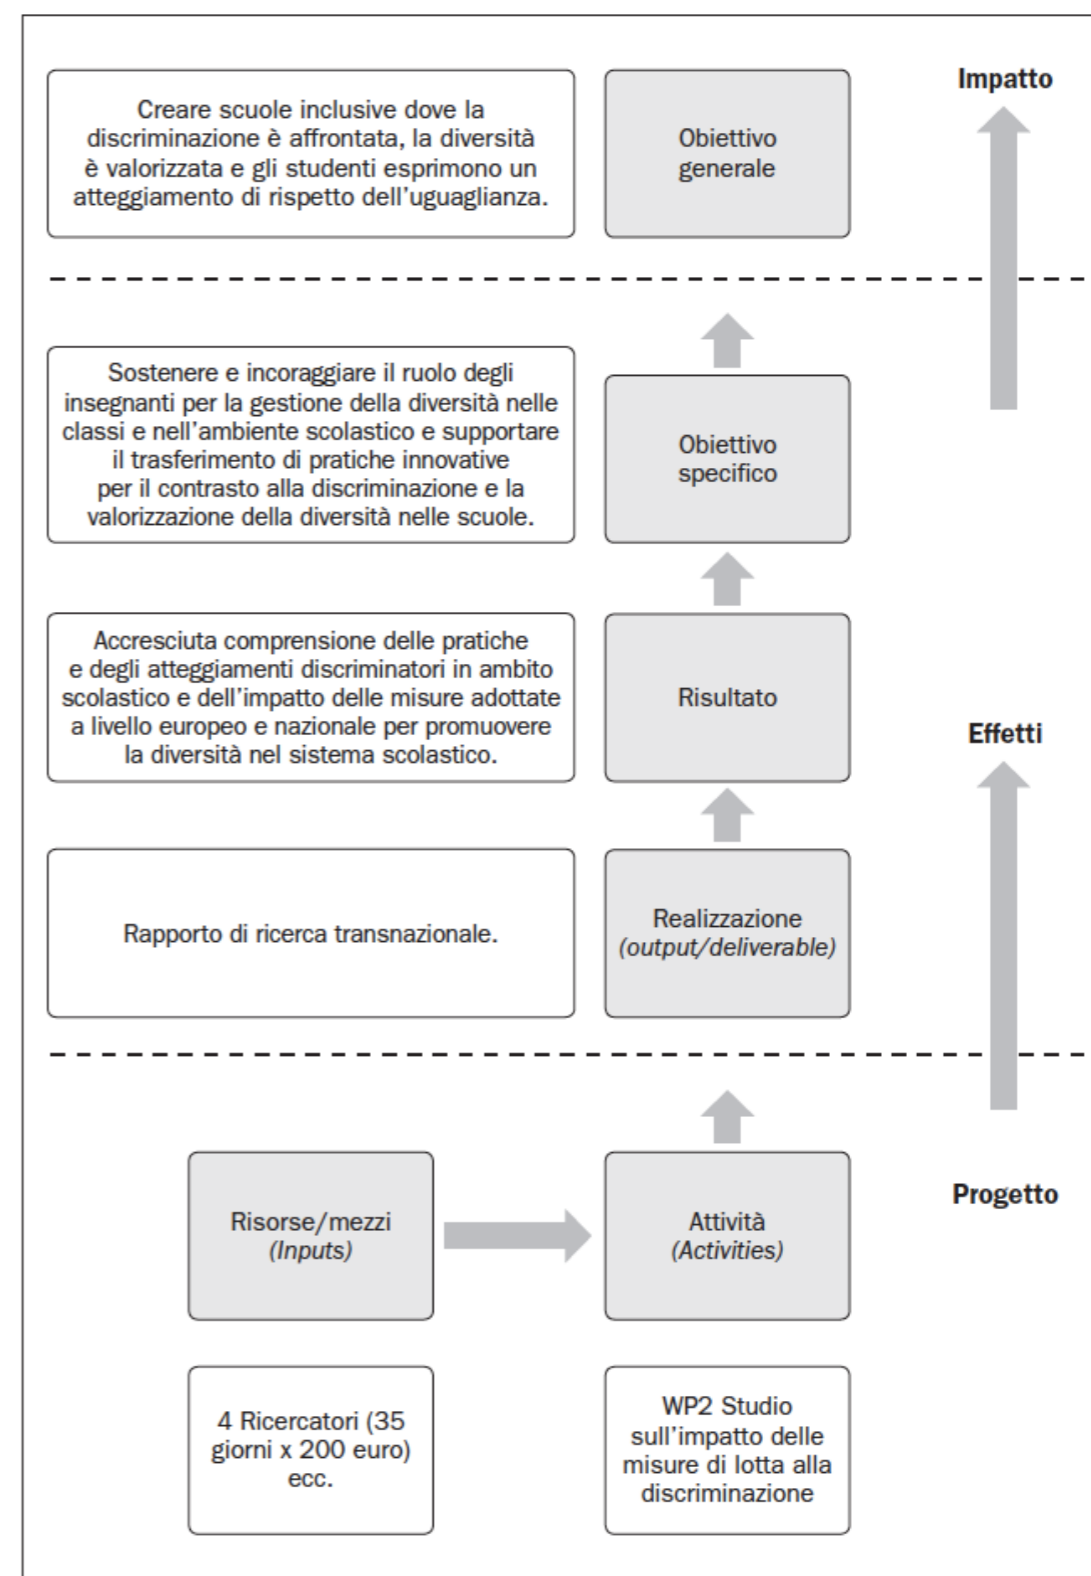 Impatto
Creare scuole inclusive dove la
discriminazione è affrontata, la diversità
è valorizzata e gli studenti esprimono un
atteggiamento di rispetto dell'uguaglianza.
Obiettivo
generale
Sostenere e incoraggiare il ruolo degli
insegnanti per la gestione della diversità nelle
classi e nell'ambiente scolastico e supportare
il trasferimento di pratiche innovative
per il contrasto alla discriminazione e la
valorizzazione della diversità nelle scuole.
Obiettivo
specifico
Accresciuta comprensione delle pratiche
e degli atteggiamenti discriminatori in ambito
scolastico e dell'impatto delle misure adottate
a livello europeo e nazionale per promuovere
la diversità nel sistema scolastico.
Risultato
Effetti
Rapporto di ricerca transnazionale.
Realizzazione
(output/deliverable)
Risorse/mezzi
(Inputs)
Attività
(Activities)
Progetto
4 Ricercatori (35
giorni x 200 euro)
ecc.
WP2 Studio
sull'impatto delle
misure di lotta alla
discriminazione